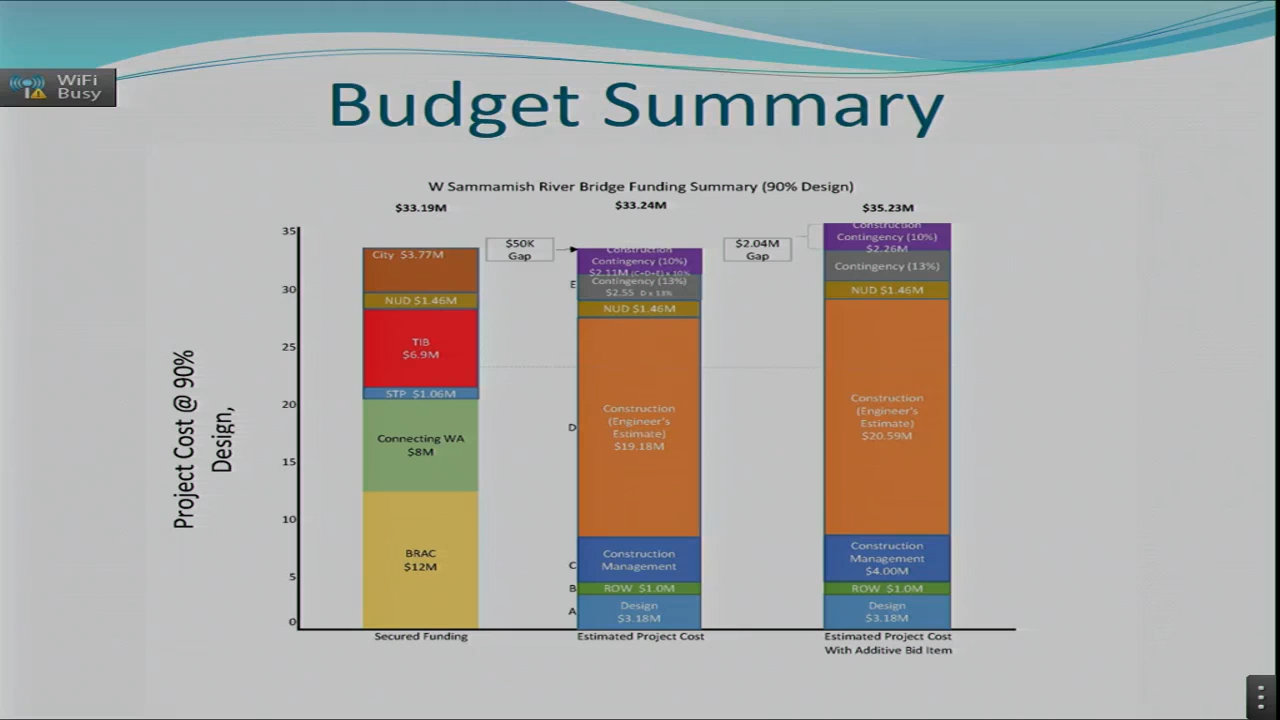 WiFi
Busy
Budget Summary
W Sammamish River Bridge Funding Summary (90% Design)
$33.19M
$33.24M
$35.23M
Project Cost @ 90%
Design,
35
30
25
20
15
10
5
0
City $3.77M
NUD $1.46M
TIB
$6.9M
STP $1.06M
Connecting WA
$8M
BRAC
$12M
Secured Funding
$50K
Gap
E
D
C
B
A
Construction
Contingency (10%)
$2.11M (C+D+E) x 10%
Contingency (13%)
$2.55 D x 13%
NUD $1.46M
Construction
(Engineer's
Estimate)
$19.18M
Construction
Management
ROW $1.0M
Design
$3.18M
Estimated Project Cost
$2.04M
Gap
Construction
Contingency (10%)
$2.26M
Contingency (13%)
NUD $1.46M
Construction
(Engineer's
Estimate)
$20.59M
Construction
Management
$4.00M
ROW $1.0M
Design
$3.18M
Estimated Project Cost
With Additive Bid Item